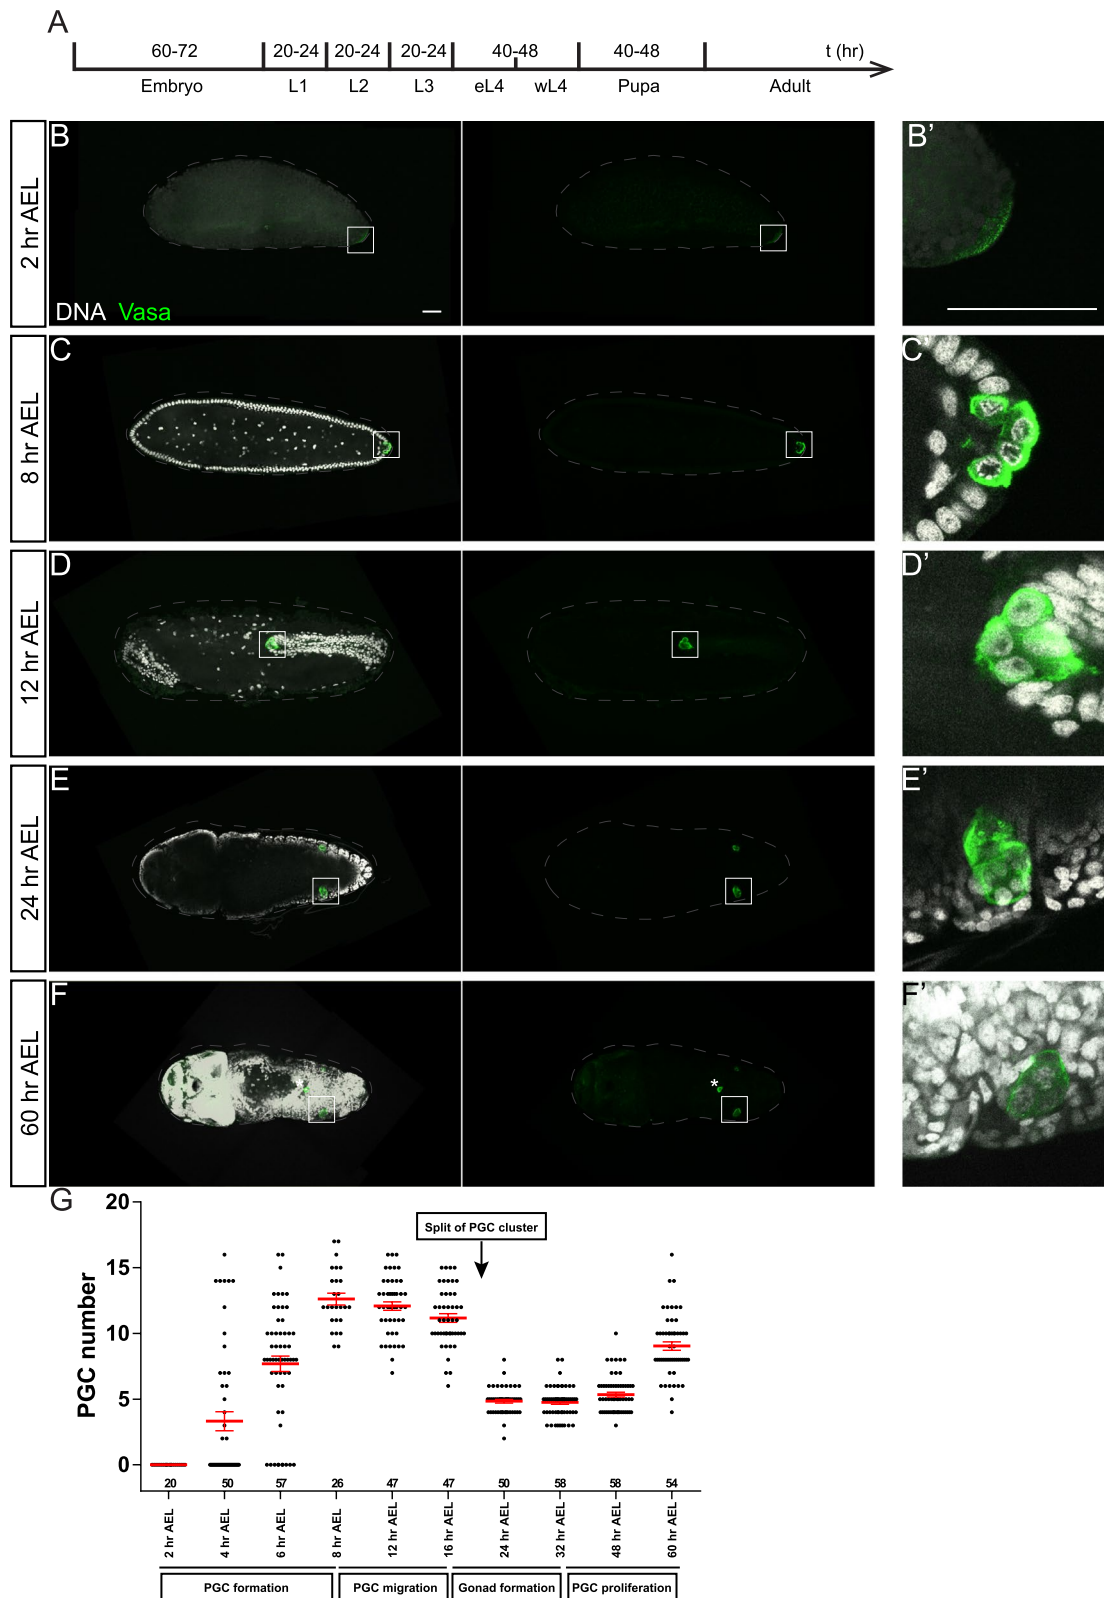 A
60-72 20-24 20-24 20-24 40-48 40-48 t (hr)
Embryo L1 L2 L3 eL4 wL4 Pupa Adult
2 hr AEL
B
B’
DNA Vasa
8 hr AEL
C
C’
12 hr AEL
D
D’
24 hr AEL
E
E’
60 hr AEL
F
*
F’
G
PGC number
20
15
10
5
0
Split of PGC cluster
20 50 57 26 47 47 50 58 58 54
2 hr AEL
4 hr AEL
6 hr AEL
8 hr AEL
12 hr AEL
16 hr AEL
24 hr AEL
32 hr AEL
48 hr AEL
60 hr AEL
PGC formation PGC migration Gonad formation PGC proliferation